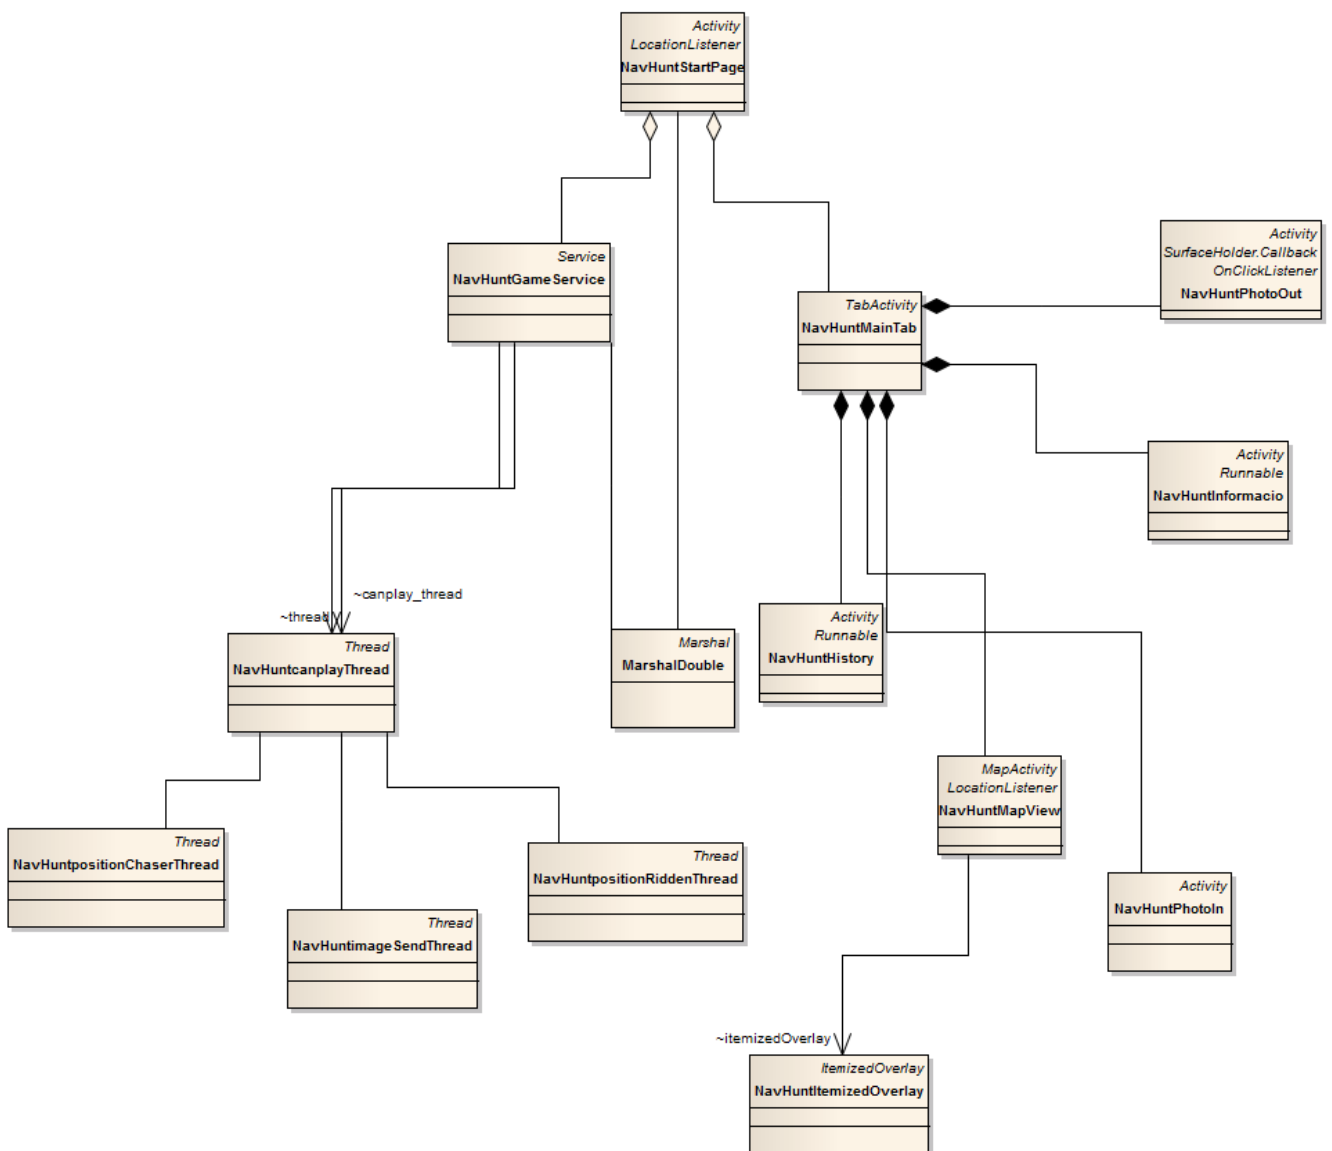 Activity
LocationListener
NavHuntStartPage
Service
NavHuntGameService
Activity
SurfaceHolder.Callback
OnClickListener
NavHuntPhotoOut
TabActivity
NavHuntMainTab
Activity
Runnable
NavHuntInformacio
~canplay_thread
~thread
Thread
NavHuntcanplayThread
Marshal
MarshalDouble
Activity
Runnable
NavHuntHistory
MapActivity
LocationListener
NavHuntMapView
Thread
NavHuntpositionChaserThread
Thread
NavHuntpositionRiddenThread
Activity
NavHuntPhotoIn
Thread
NavHuntimageSendThread
~itemizedOverlay
ItemizedOverlay
NavHuntItemizedOverlay